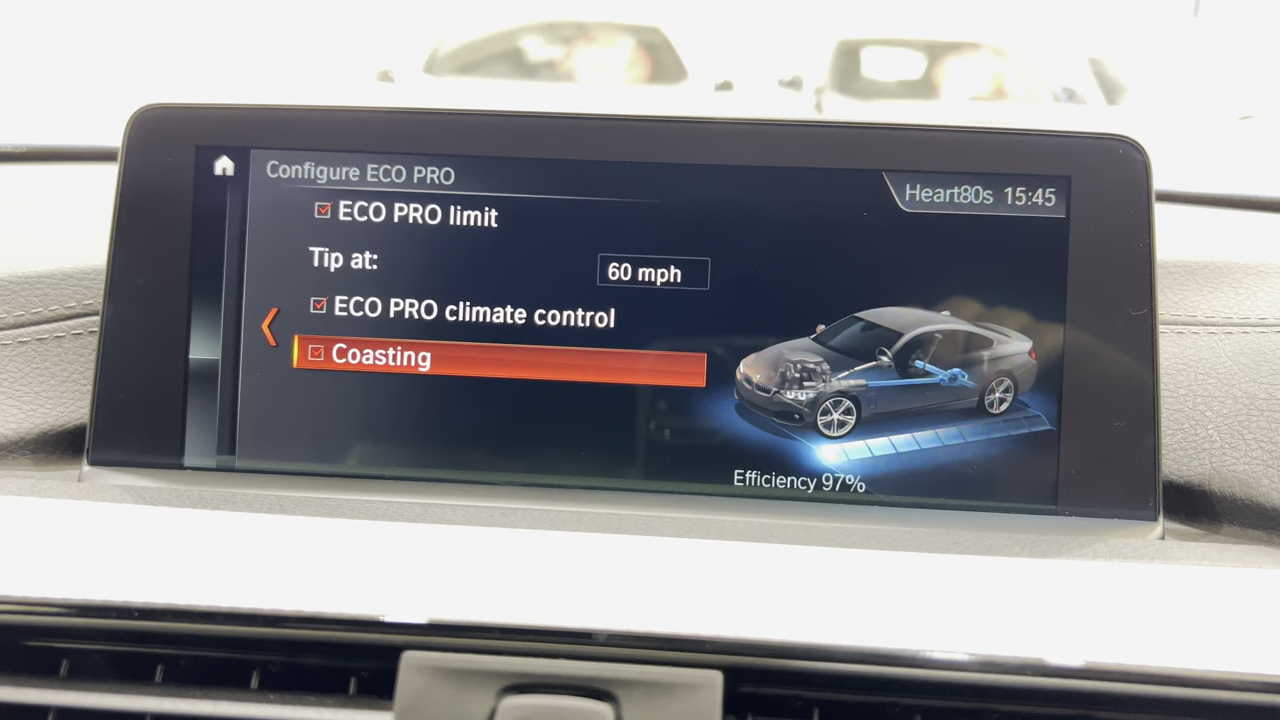 Configure ECO PRO
Heart80s 15:45
ECO PRO limit
Tip at:
60 mph
ECO PRO climate control
Coasting
Efficiency 97%